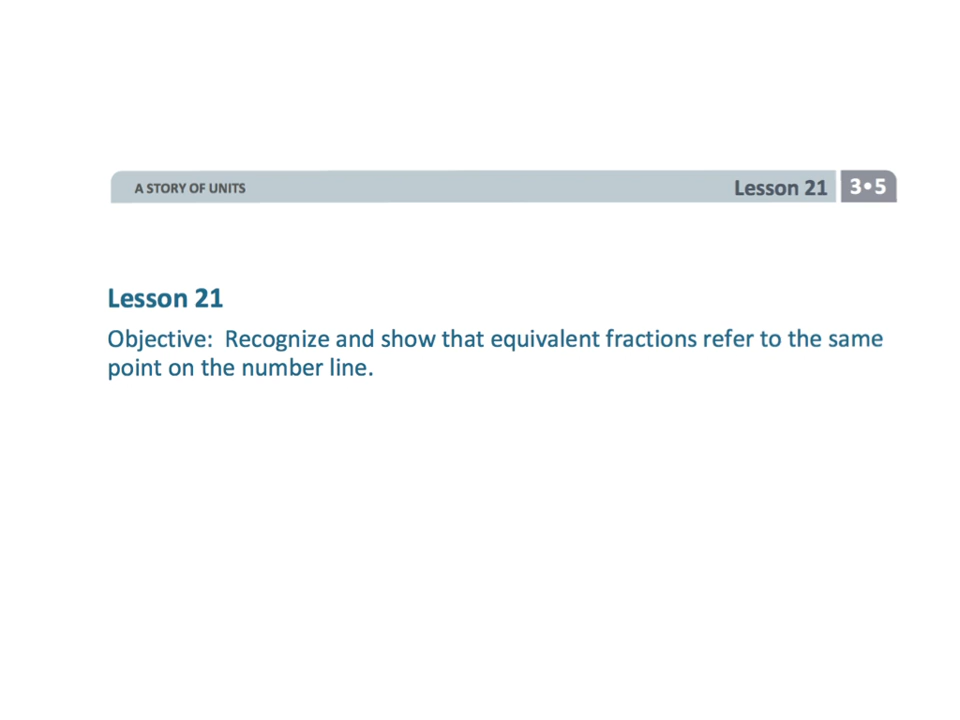 A STORY OF UNITS
Lesson 21
3•5
Lesson 21
Objective:  Recognize and show that equivalent fractions refer to the same
point on the number line.